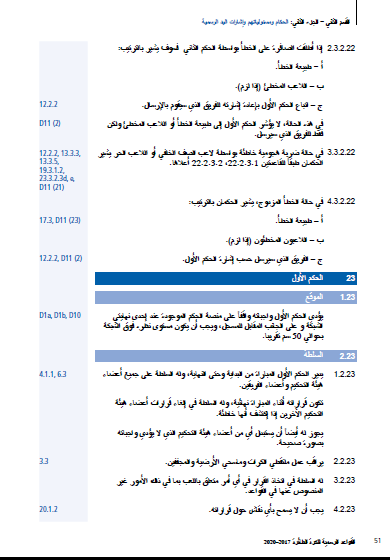 القسم الثاني – الجزء الثاني: الحكام ومسئولياتهم وإشارات اليد الرسمية
2.3.2.22 إذا أطلقت الصافرة على الخطأ بواسطة الحكم الثاني فسوف يشير بالترتيب:
أ – طبيعة الخطأ.
ب – اللاعب المخطئ (إذا لزم).
ج – اتباع الحكم الأول بإعادة إشارته الفريق الذي سيقوم بالإرسال. 12.2.2
في هذه الحالة، لا يؤشر الحكم الأول إلى طبيعة الخطأ أو اللاعب المخطئ ولكن D11 (2)
فقط الفريق الذي سيرسل.
3.3.2.22 في حالة ضربة هجومية خاطئة بواسطة لاعب الصف الخلفي أو اللاعب الحر يشير 12.2.2, 13.3.3,
الحكمان طبقاً للقاعدتين 22-2-3-1، 22-2-3-2 أعلاها. 13.3.5,
19.3.1.2,
23.3.2.3d, e,
D11 (21)
4.3.2.22 في حالة الخطأ المزدوج، يشير الحكمان بالترتيب:
أ – طبيعة الخطأ. 17.3, D11 (23)
ب – اللاعبون المخطئون (إذا لزم).
ج – الفريق الذي سيرسل حسب إشارة الحكم الأول. 12.2.2, D11 (2)
23 الحكم الأول
1.23 الموقع
يؤدي الحكم الأول واجباته واقفاً على منصة الحكم الموجودة عند إحدى نهايتي D1a, D1b, D10
الشبكة و على الجانب المقابل للمسجل، ويجب أن يكون مستوى نظره فوق الشبكة
بحوالي 50 سم تقريباً.
2.23 السلطة
1.2.23 يدير الحكم الأول المباراة من البداية وحتى النهاية، وله السلطة على جميع أعضاء 4.1.1, 6.3
هيئة التحكيم وأعضاء الفريقين.
تكون قراراته أثناء المباراة نهائية، وله السلطة في إلغاء قرارات أعضاء هيئة
التحكيم الآخرين إذا إكتشف أنها خاطئة.
يجوز له أيضاً أن يستبدل أي من أعضاء هيئة التحكيم الذي لا يؤدي واجباته
بصورة صحيحة.
2.2.23 يراقب عمل ملتقطي الكرات وماسحي الأرضية والمجففين. 3.3
3.2.23 له السلطة في اتخاذ القرار في أي أمر متعلق باللعب بما في ذلك الأمور غير
المنصوص عنها في القواعد.
4.2.23 يجب أن لا يسمح بأي نقاش حول قراراته. 20.1.2
القواعد الرسمية للكرة الطائرة 2017–2020 51